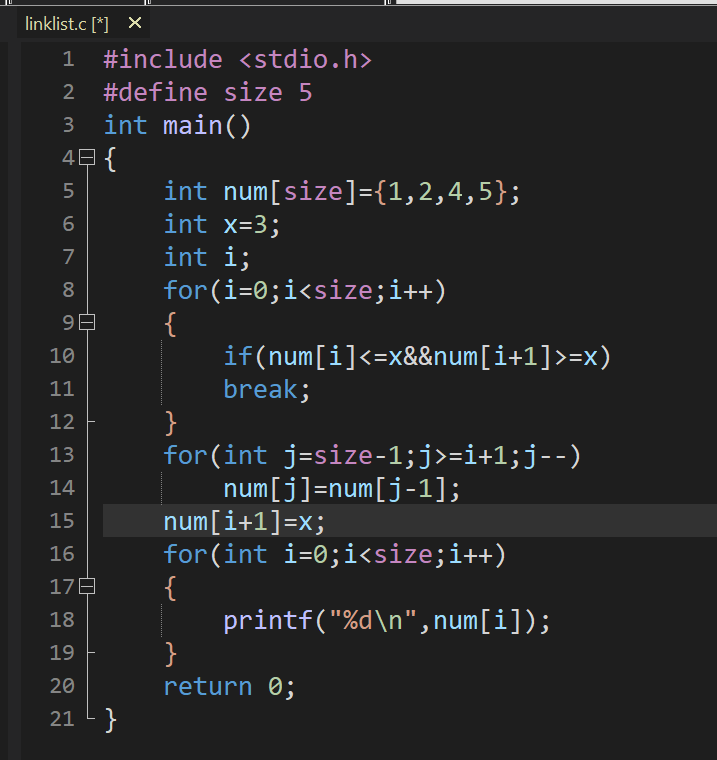 linklist.c [*] ×
1 #include <stdio.h>
2 #define size 5
3 int main()
4 {
5 int num[size]={1,2,4,5};
6 int x=3;
7 int i;
8 for(i=0;i<size;i++)
9 {
10 if(num[i]<=x&&num[i+1]>=x)
11 break;
12 }
13 for(int j=size-1;j>=i+1;j--)
14 num[j]=num[j-1];
15 num[i+1]=x;
16 for(int i=0;i<size;i++)
17 {
18 printf("%d\n",num[i]);
19 }
20 return 0;
21 }